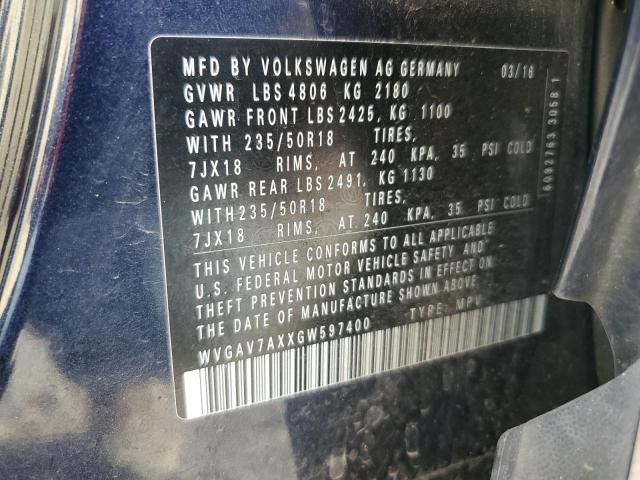 MFD BY VOLKSWAGEN AG GERMANY 03/16
GVWR LBS 4806 KG 2180
GAWR FRONT LBS 2425, KG 1100
WITH 235/50R18 TIRES,
7JX18 RIMS, AT 240 KPA, 35 PSI COLD
GAWR REAR LBS 2491, KG 1130
WITH 235/50R18 TIRES,
7JX18 RIMS, AT 240 KPA, 35 PSI COLD
THIS VEHICLE CONFORMS TO ALL APPLICABLE
U.S. FEDERAL MOTOR VEHICLE SAFETY AND
THEFT PREVENTION STANDARDS IN EFFECT ON
THE DATE OF MANUFACTURE SHOWN ABOVE.
WVGAV7AXXGW597400 TYPE: MPV
6092763 3058 1